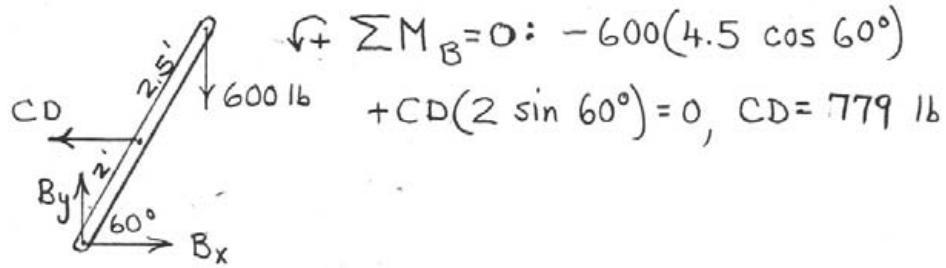 ↶+ ΣM_B=0: -600(4.5 cos 60°)
+CD(2 sin 60°)=0, CD= 779 lb
2.5'
600 lb
CD
2'
By
60°
Bx